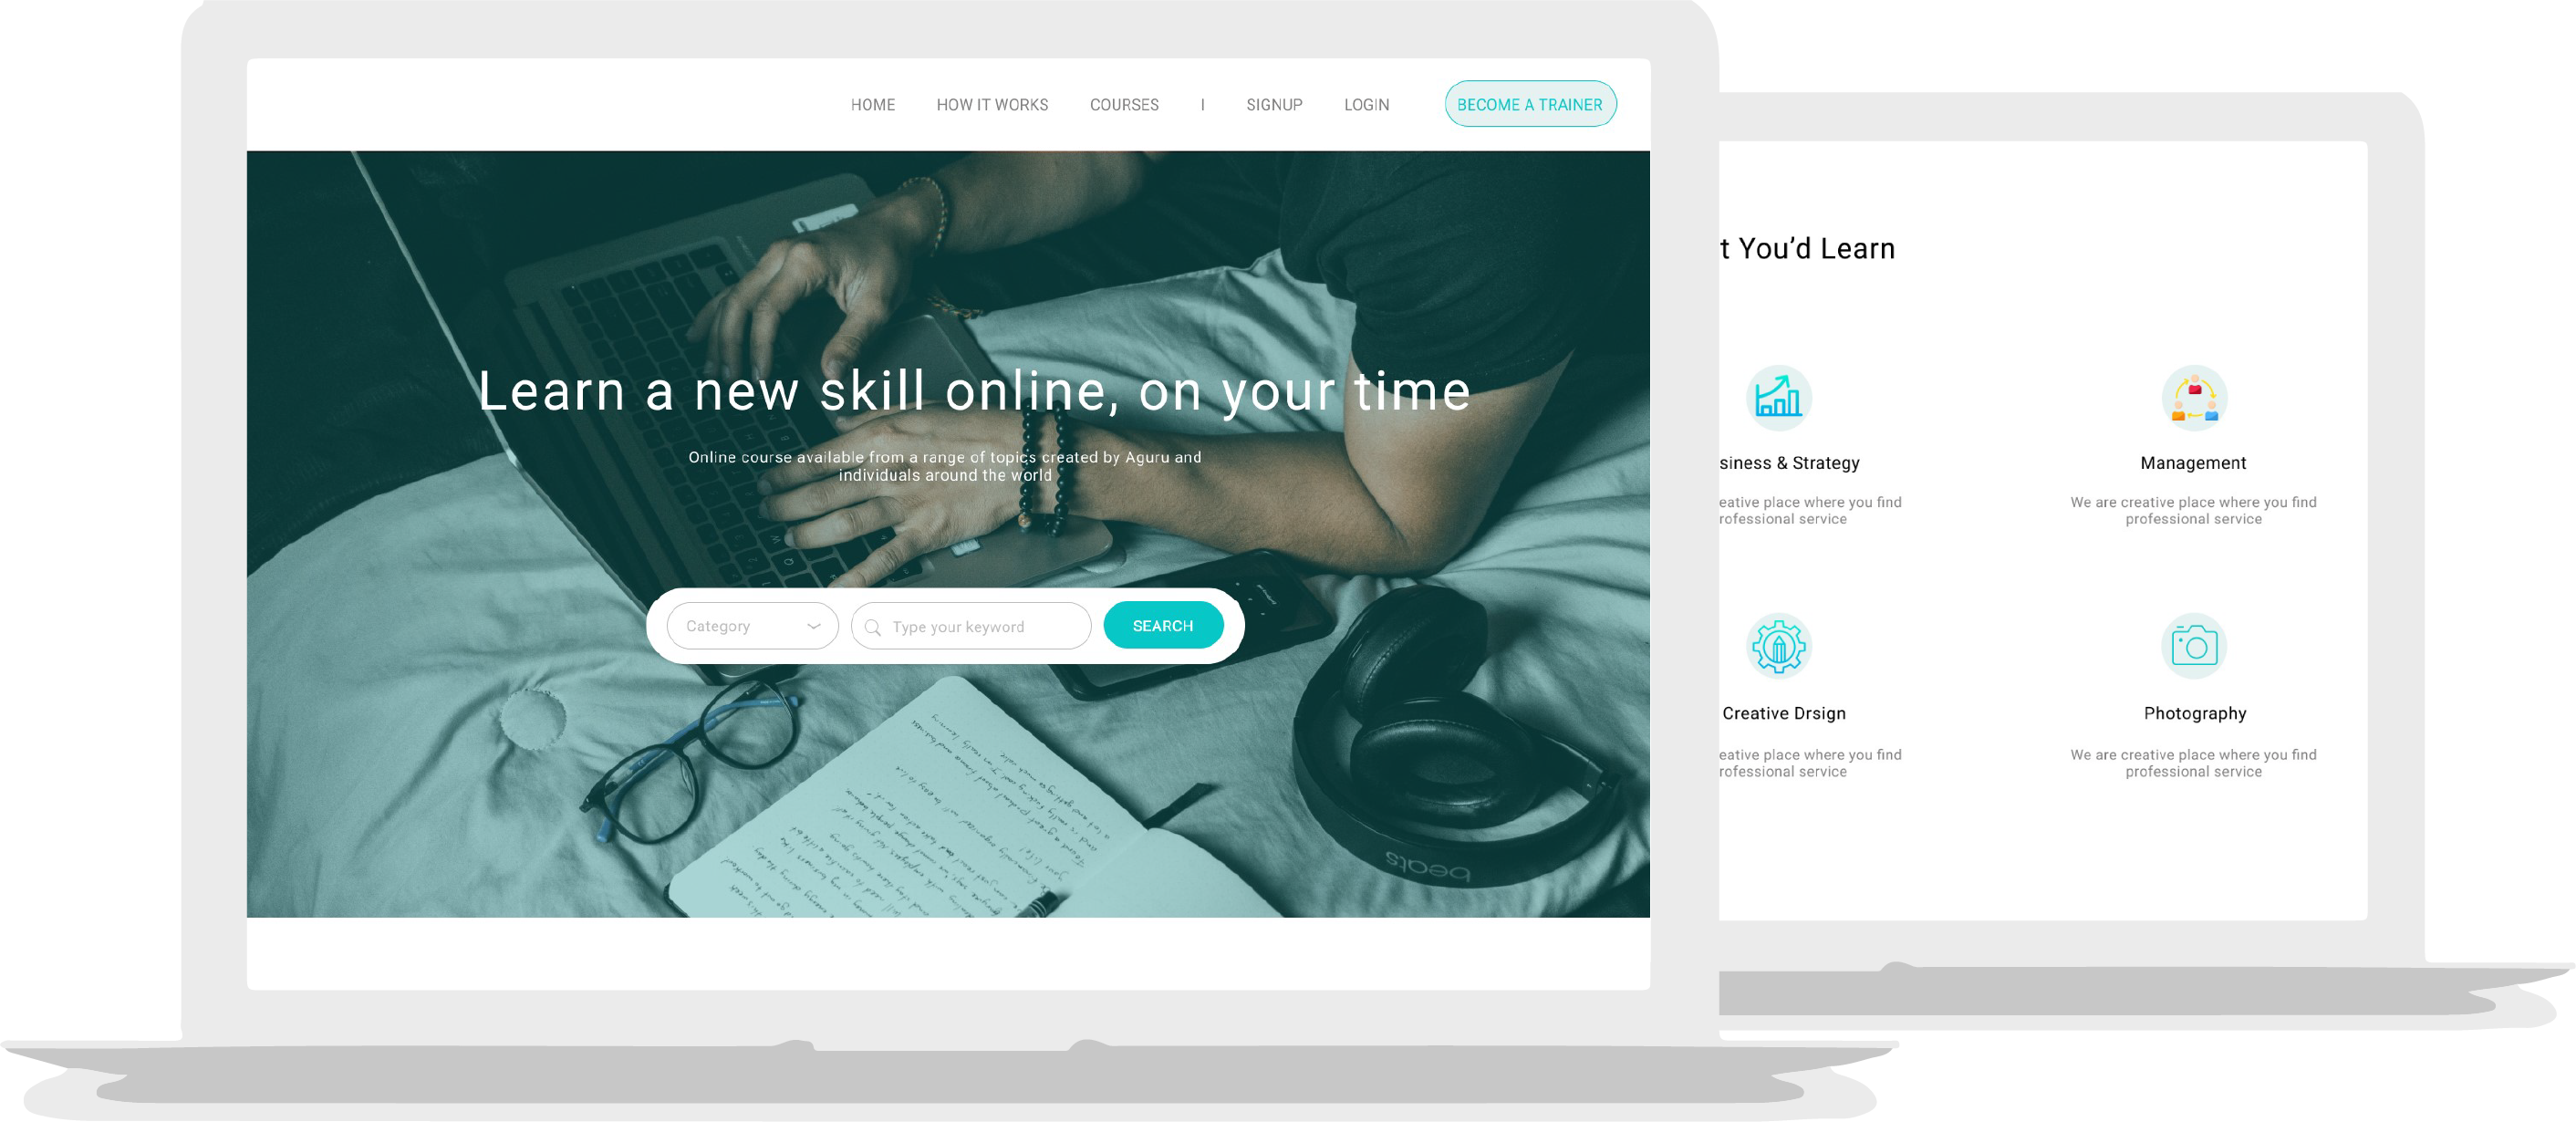 HOME HOW IT WORKS COURSES | SIGNUP LOGIN BECOME A TRAINER
Learn a new skill online, on your time
Online course available from a range of topics created by Aguru and
individuals around the world
Category Type your keyword SEARCH
beats
t You'd Learn
siness & Strategy
eative place where you find
rofessional service
Management
We are creative place where you find
professional service
Creative Drsign
eative place where you find
rofessional service
Photography
We are creative place where you find
professional service